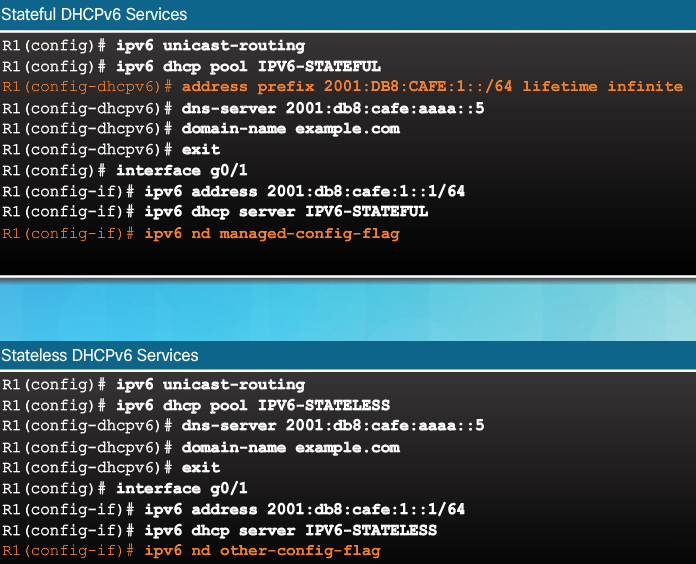 Stateful DHCPv6 Services
R1(config)# ipv6 unicast-routing
R1(config)# ipv6 dhcp pool IPV6-STATEFUL
R1(config-dhcpv6)# address prefix 2001:DB8:CAFE:1::/64 lifetime infinite
R1(config-dhcpv6)# dns-server 2001:db8:cafe:aaaa::5
R1(config-dhcpv6)# domain-name example.com
R1(config-dhcpv6)# exit
R1(config)# interface g0/1
R1(config-if)# ipv6 address 2001:db8:cafe:1::1/64
R1(config-if)# ipv6 dhcp server IPV6-STATEFUL
R1(config-if)# ipv6 nd managed-config-flag
Stateless DHCPv6 Services
R1(config)# ipv6 unicast-routing
R1(config)# ipv6 dhcp pool IPV6-STATELESS
R1(config-dhcpv6)# dns-server 2001:db8:cafe:aaaa::5
R1(config-dhcpv6)# domain-name example.com
R1(config-dhcpv6)# exit
R1(config)# interface g0/1
R1(config-if)# ipv6 address 2001:db8:cafe:1::1/64
R1(config-if)# ipv6 dhcp server IPV6-STATELESS
R1(config-if)# ipv6 nd other-config-flag